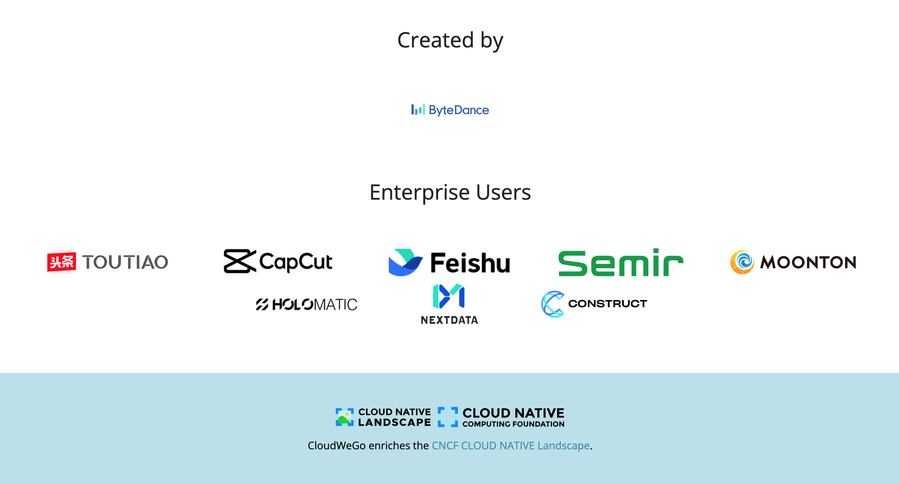 Created by
ByteDance
Enterprise Users
头条 TOUTIAO
CapCut
Feishu
Semir
MOONTON
HOLOMATIC
NEXTDATA
CONSTRUCT
CLOUD NATIVE
LANDSCAPE
CLOUD NATIVE
COMPUTING FOUNDATION
CloudWeGo enriches the CNCF CLOUD NATIVE Landscape.